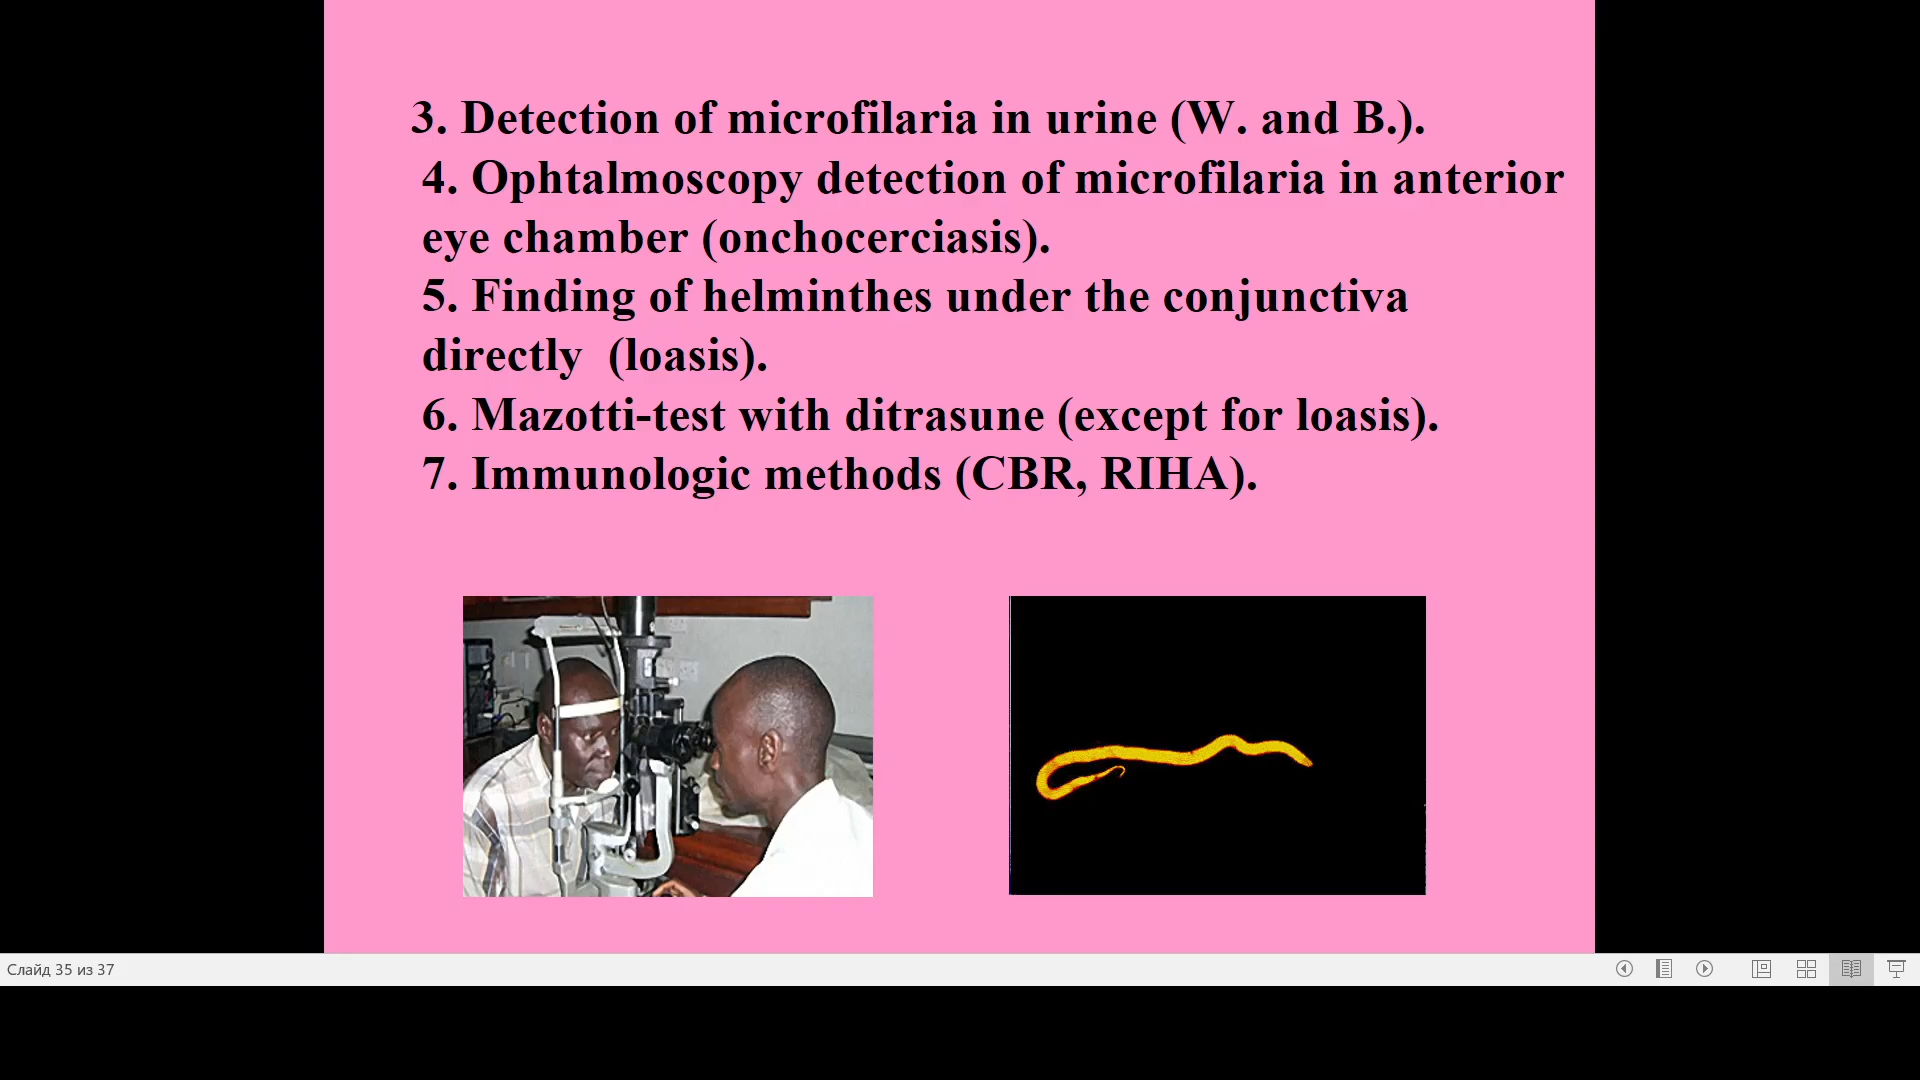 3. Detection of microfilaria in urine (W. and B.).
4. Ophtalmoscopy detection of microfilaria in anterior
eye chamber (onchocerciasis).
5. Finding of helminthes under the conjunctiva
directly (loasis).
6. Mazotti-test with ditrasune (except for loasis).
7. Immunologic methods (CBR, RIHA).
Слайд 35 из 37